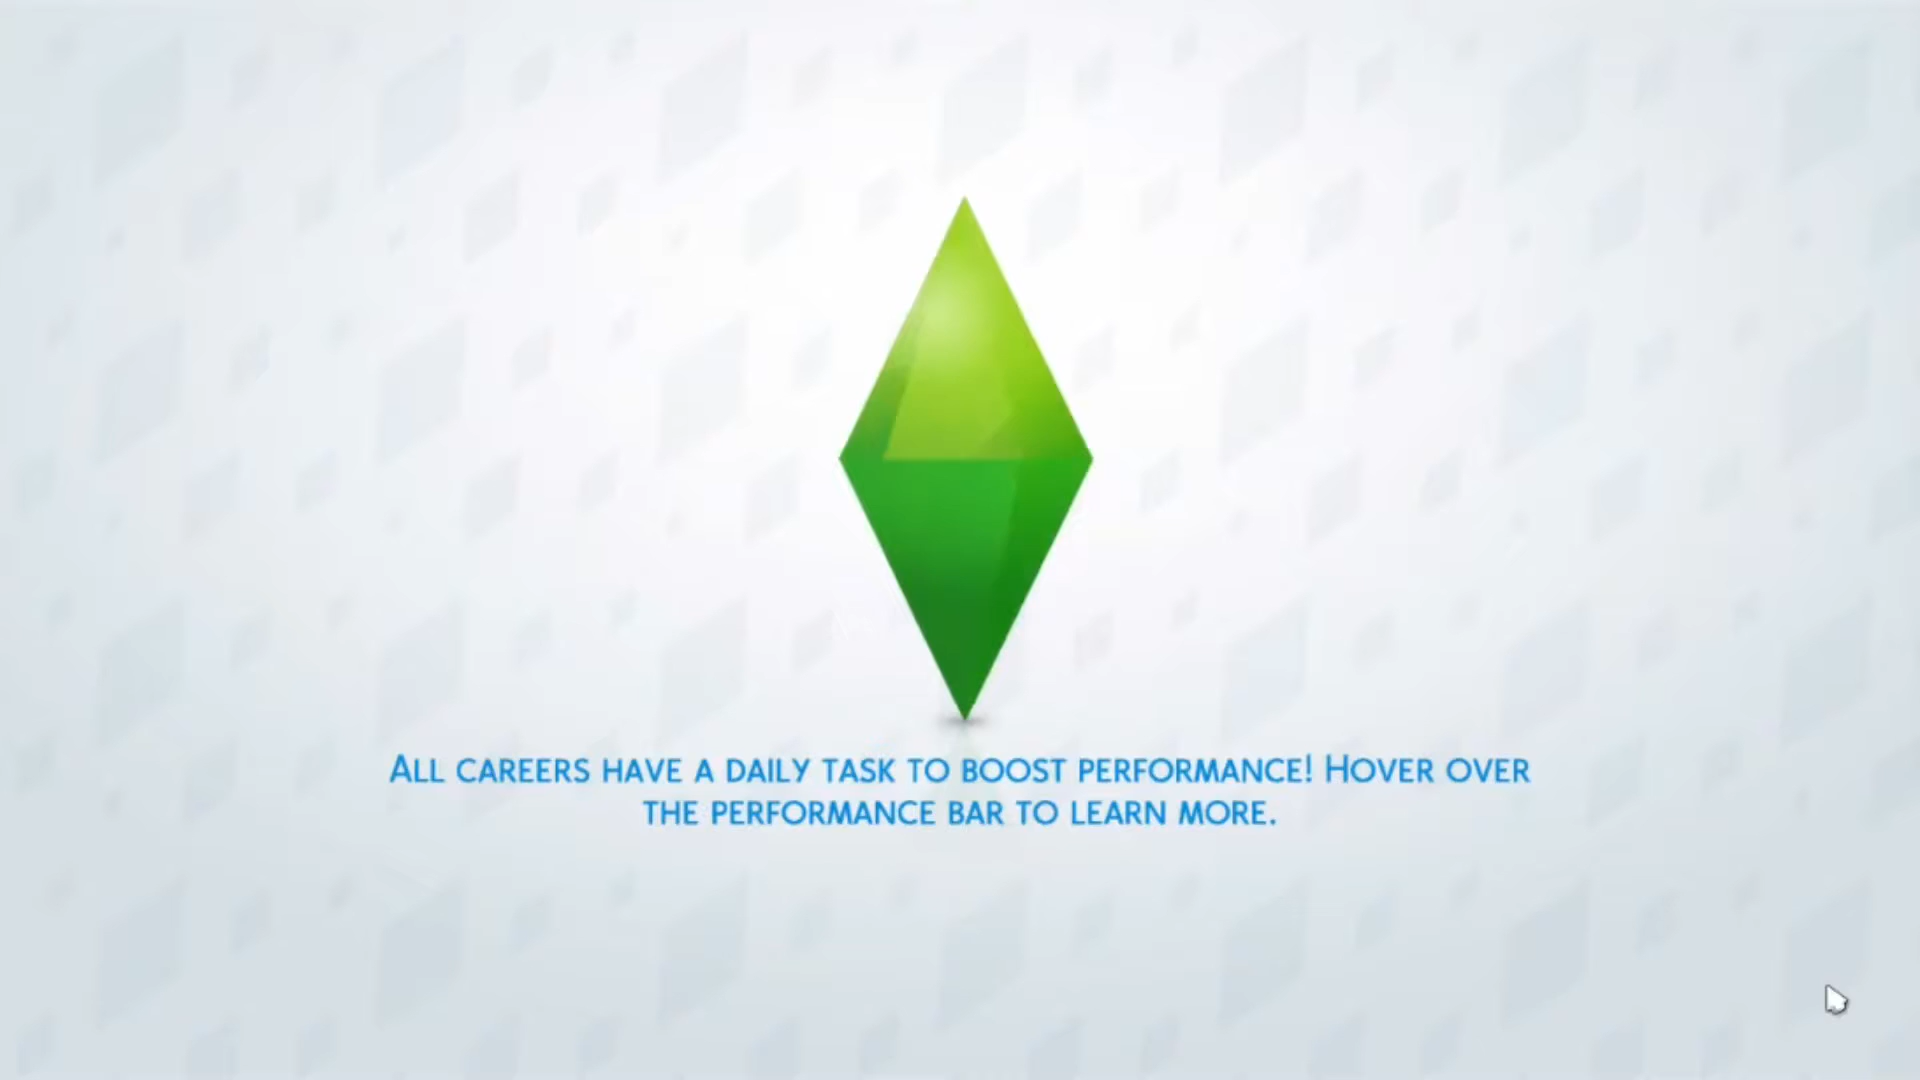 All careers have a daily task to boost performance! Hover over
the performance bar to learn more.